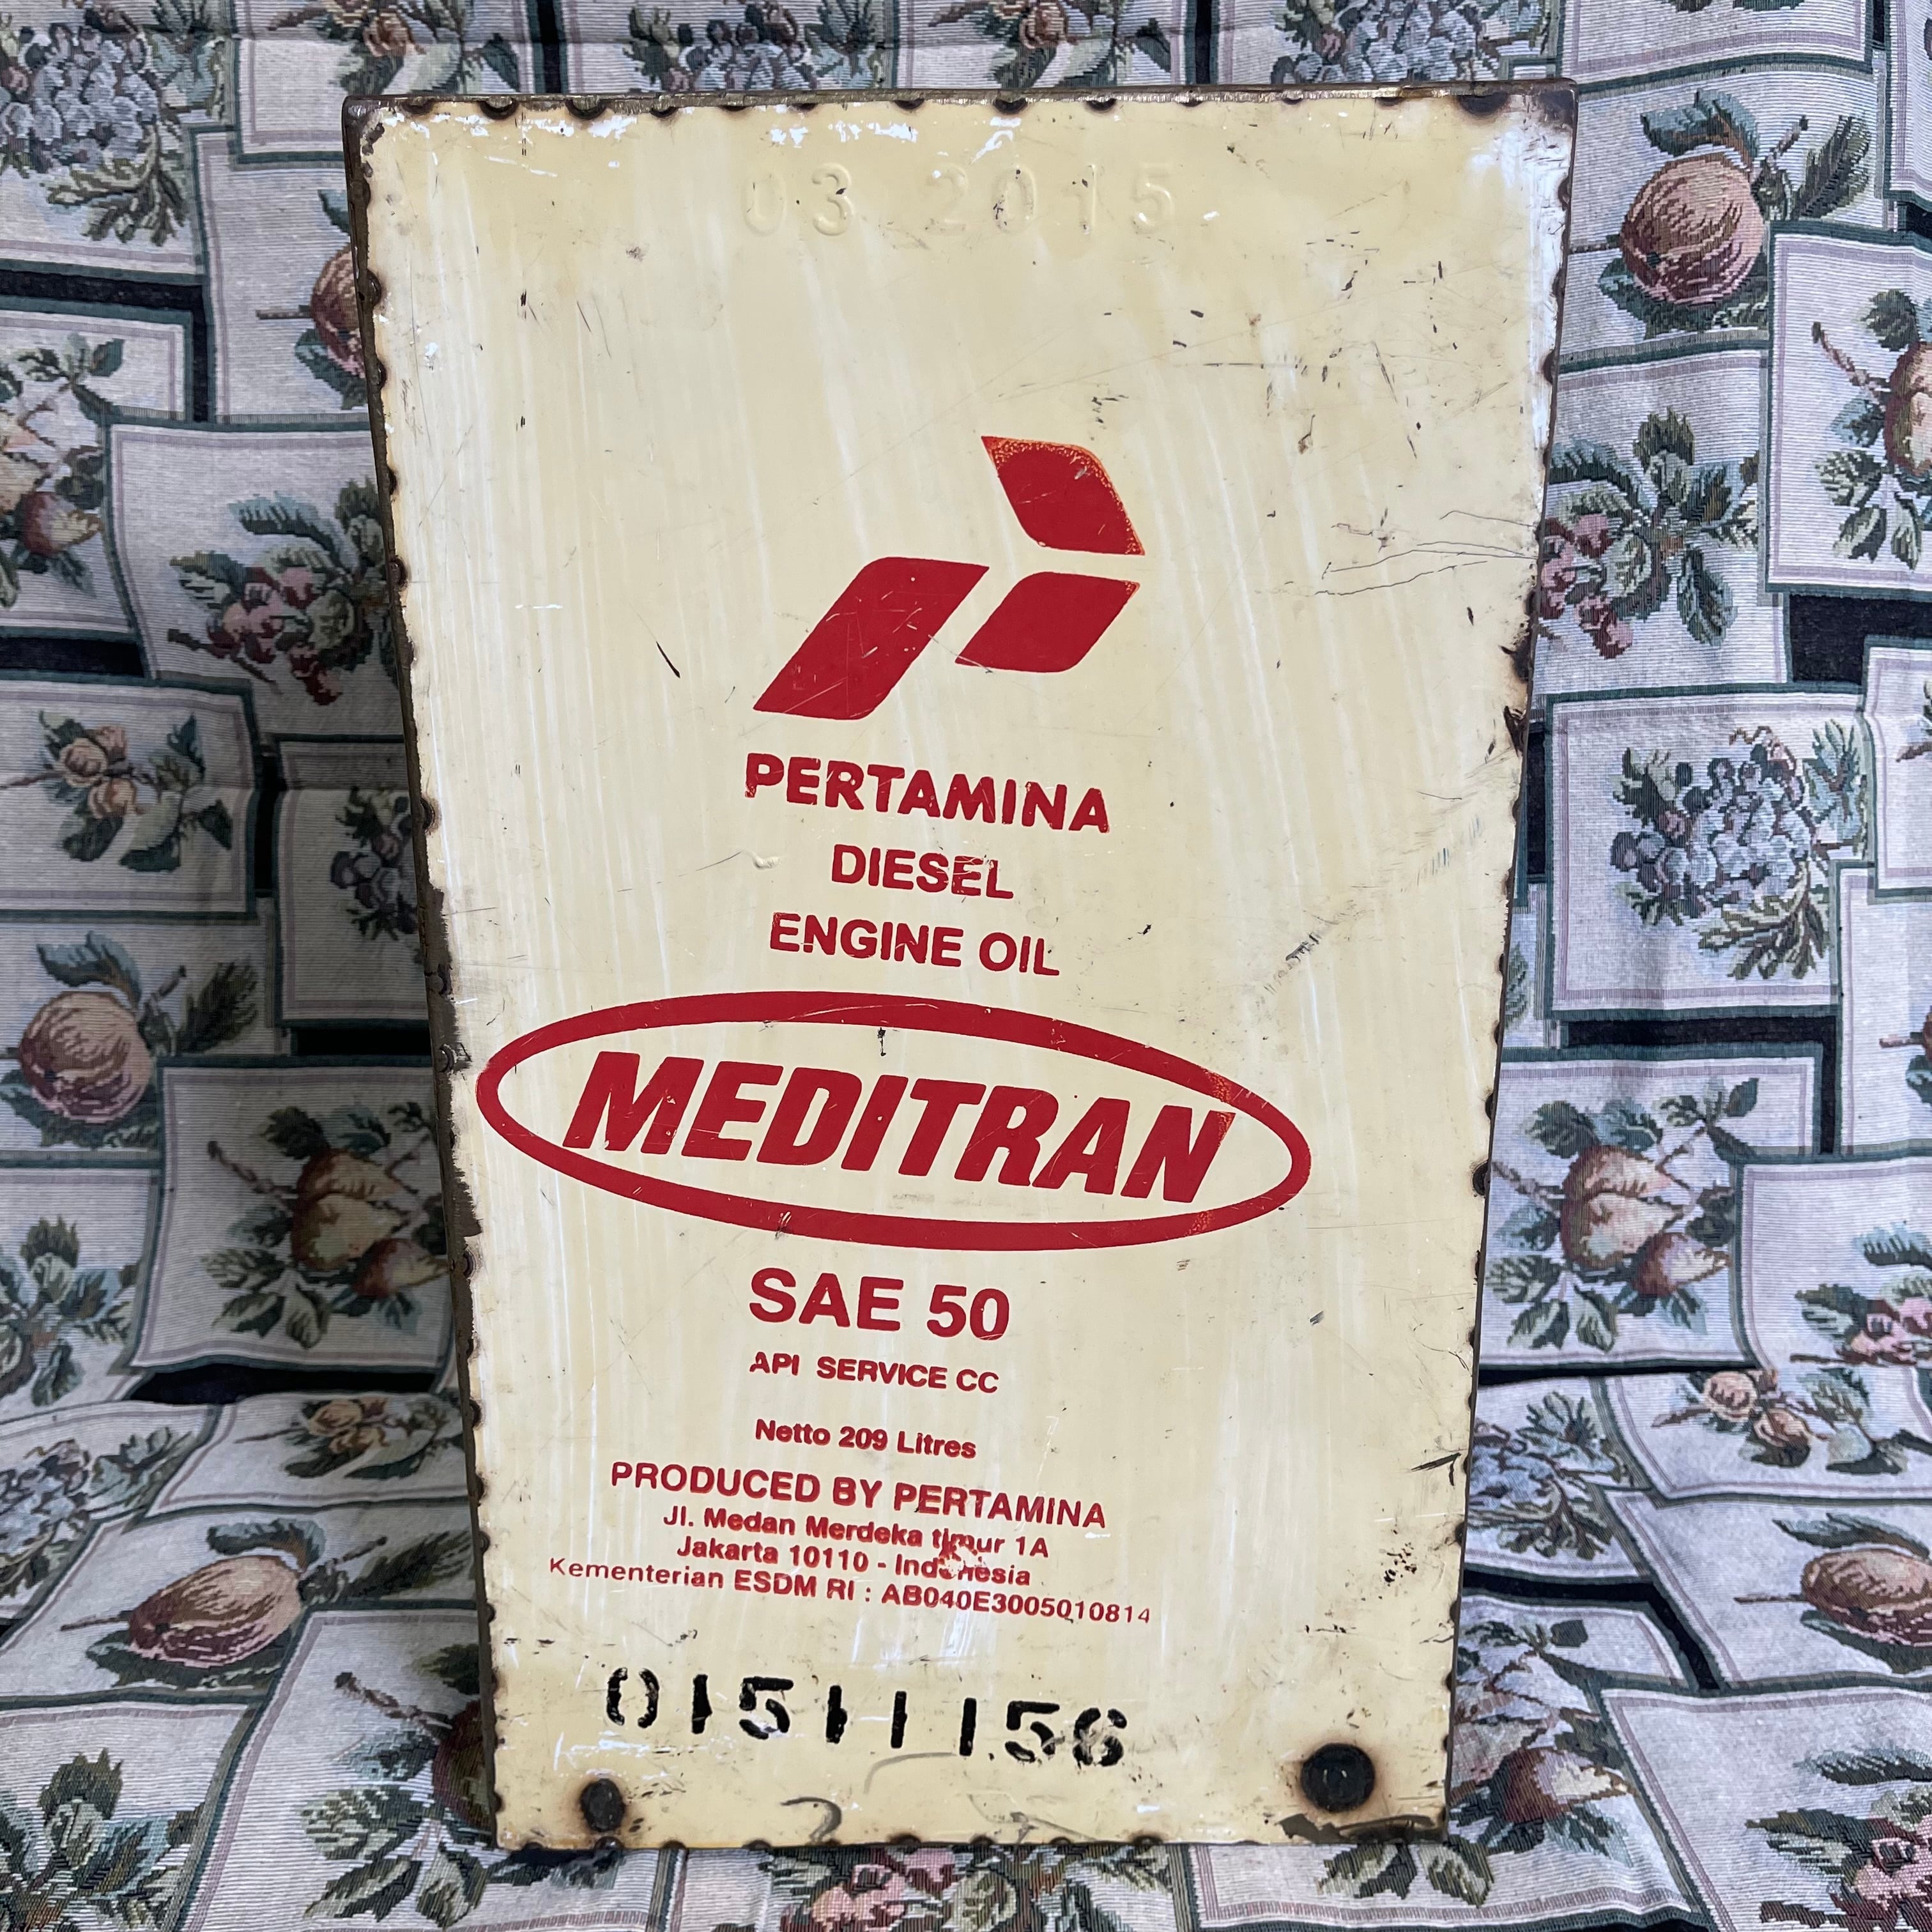 03 2015
PERTAMINA
DIESEL
ENGINE OIL
MEDITRAN
SAE 50
API SERVICE CC
Netto 209 Litres
PRODUCED BY PERTAMINA
Jl. Medan Merdeka timur 1A
Jakarta 10110 - Indonesia
Kementerian ESDM RI : AB040E3005010814
01511156